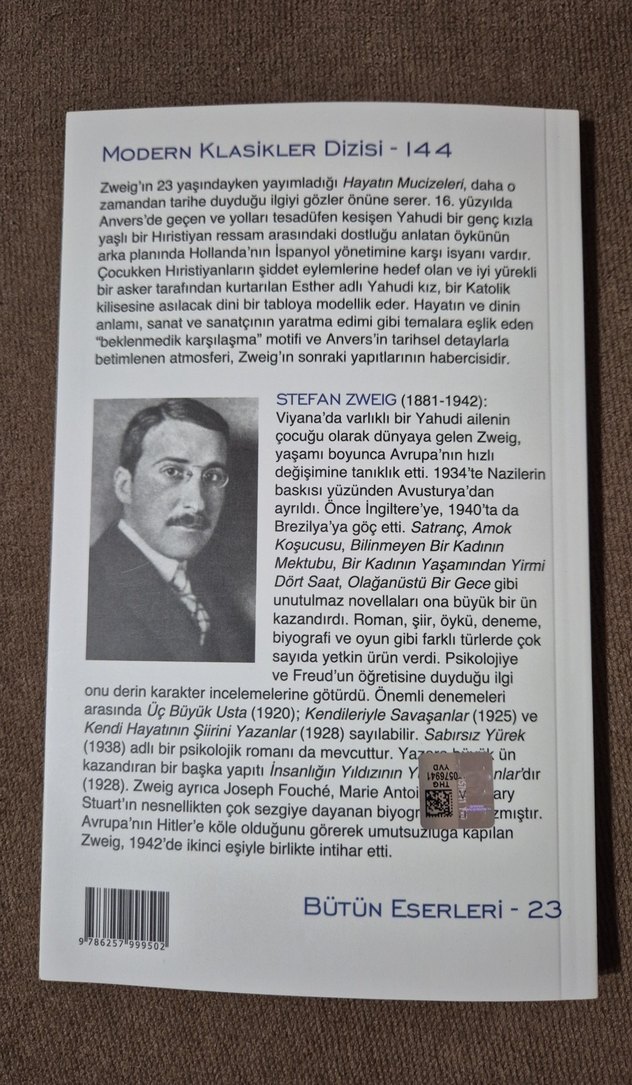 MODERN KLASİKLER DİZİSİ - 144
Zweig'ın 23 yaşındayken yayımladığı Hayatın Mucizeleri, daha o
zamandan tarihe duyduğu ilgiyi gözler önüne serer. 16. yüzyılda
Anvers'de geçen ve yolları tesadüfen kesişen Yahudi bir genç kızla
yaşlı bir Hıristiyan ressam arasındaki dostluğu anlatan öykünün
arka planında Hollanda'nın İspanyol yönetimine karşı isyanı vardır.
Çocukken Hıristiyanların şiddet eylemlerine hedef olan ve iyi yürekli
bir asker tarafından kurtarılan Esther adlı Yahudi kız, bir Katolik
kilisesine asılacak dini bir tabloya modellik eder. Hayatın ve dinin
anlamı, sanat ve sanatçının yaratma edimi gibi temalara eşlik eden
"beklenmedik karşılaşma" motifi ve Anvers'in tarihsel detaylarla
betimlenen atmosferi, Zweig'ın sonraki yapıtlarının habercisidir.
STEFAN ZWEIG (1881-1942):
Viyana'da varlıklı bir Yahudi ailenin
çocuğu olarak dünyaya gelen Zweig,
yaşamı boyunca Avrupa'nın hızlı
değişimine tanıklık etti. 1934'te Nazilerin
baskısı yüzünden Avusturya'dan
ayrıldı. Önce İngiltere'ye, 1940'ta da
Brezilya'ya göç etti. Satranç, Amok
Koşucusu, Bilinmeyen Bir Kadının
Mektubu, Bir Kadının Yaşamından Yirmi
Dört Saat, Olağanüstü Bir Gece gibi
unutulmaz novellaları ona büyük bir ün
kazandırdı. Roman, şiir, öykü, deneme,
biyografi ve oyun gibi farklı türlerde çok
sayıda yetkin ürün verdi. Psikolojiye
ve Freud'un öğretisine duyduğu ilgi
onu derin karakter incelemelerine götürdü. Önemli denemeleri
arasında Üç Büyük Usta (1920); Kendileriyle Savaşanlar (1925) ve
Kendi Hayatının Şiirini Yazanlar (1928) sayılabilir. Sabırsız Yürek
(1938) adlı bir psikolojik romanı da mevcuttur. Yazara büyük ün
kazandıran bir başka yapıtı İnsanlığın Yıldızının
(1928). Zweig ayrıca Joseph Fouché, Marie
Stuart'ın nesnellikten çok sezgiye dayanan
Avrupa'nın Hitler'e köle olduğunu görerek umutsuzluğa kapılan
Zweig, 1942'de ikinci eşiyle birlikte intihar etti.
THG
0576941
YVD
BÜTÜN ESERLERİ - 23
9 786257 999502